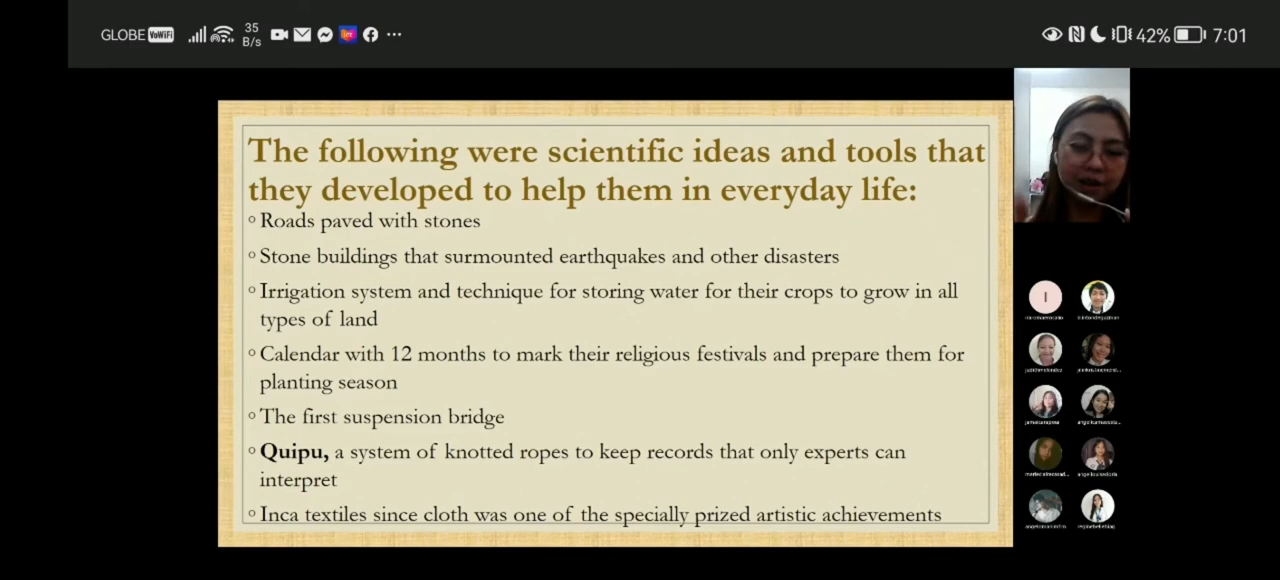 GLOBE VoWiFi 35 B/s 42% 7:01
The following were scientific ideas and tools that
they developed to help them in everyday life:
Roads paved with stones
Stone buildings that surmounted earthquakes and other disasters
Irrigation system and technique for storing water for their crops to grow in all
types of land
Calendar with 12 months to mark their religious festivals and prepare them for
planting season
The first suspension bridge
Quipu, a system of knotted ropes to keep records that only experts can
interpret
Inca textiles since cloth was one of the specially prized artistic achievements
I